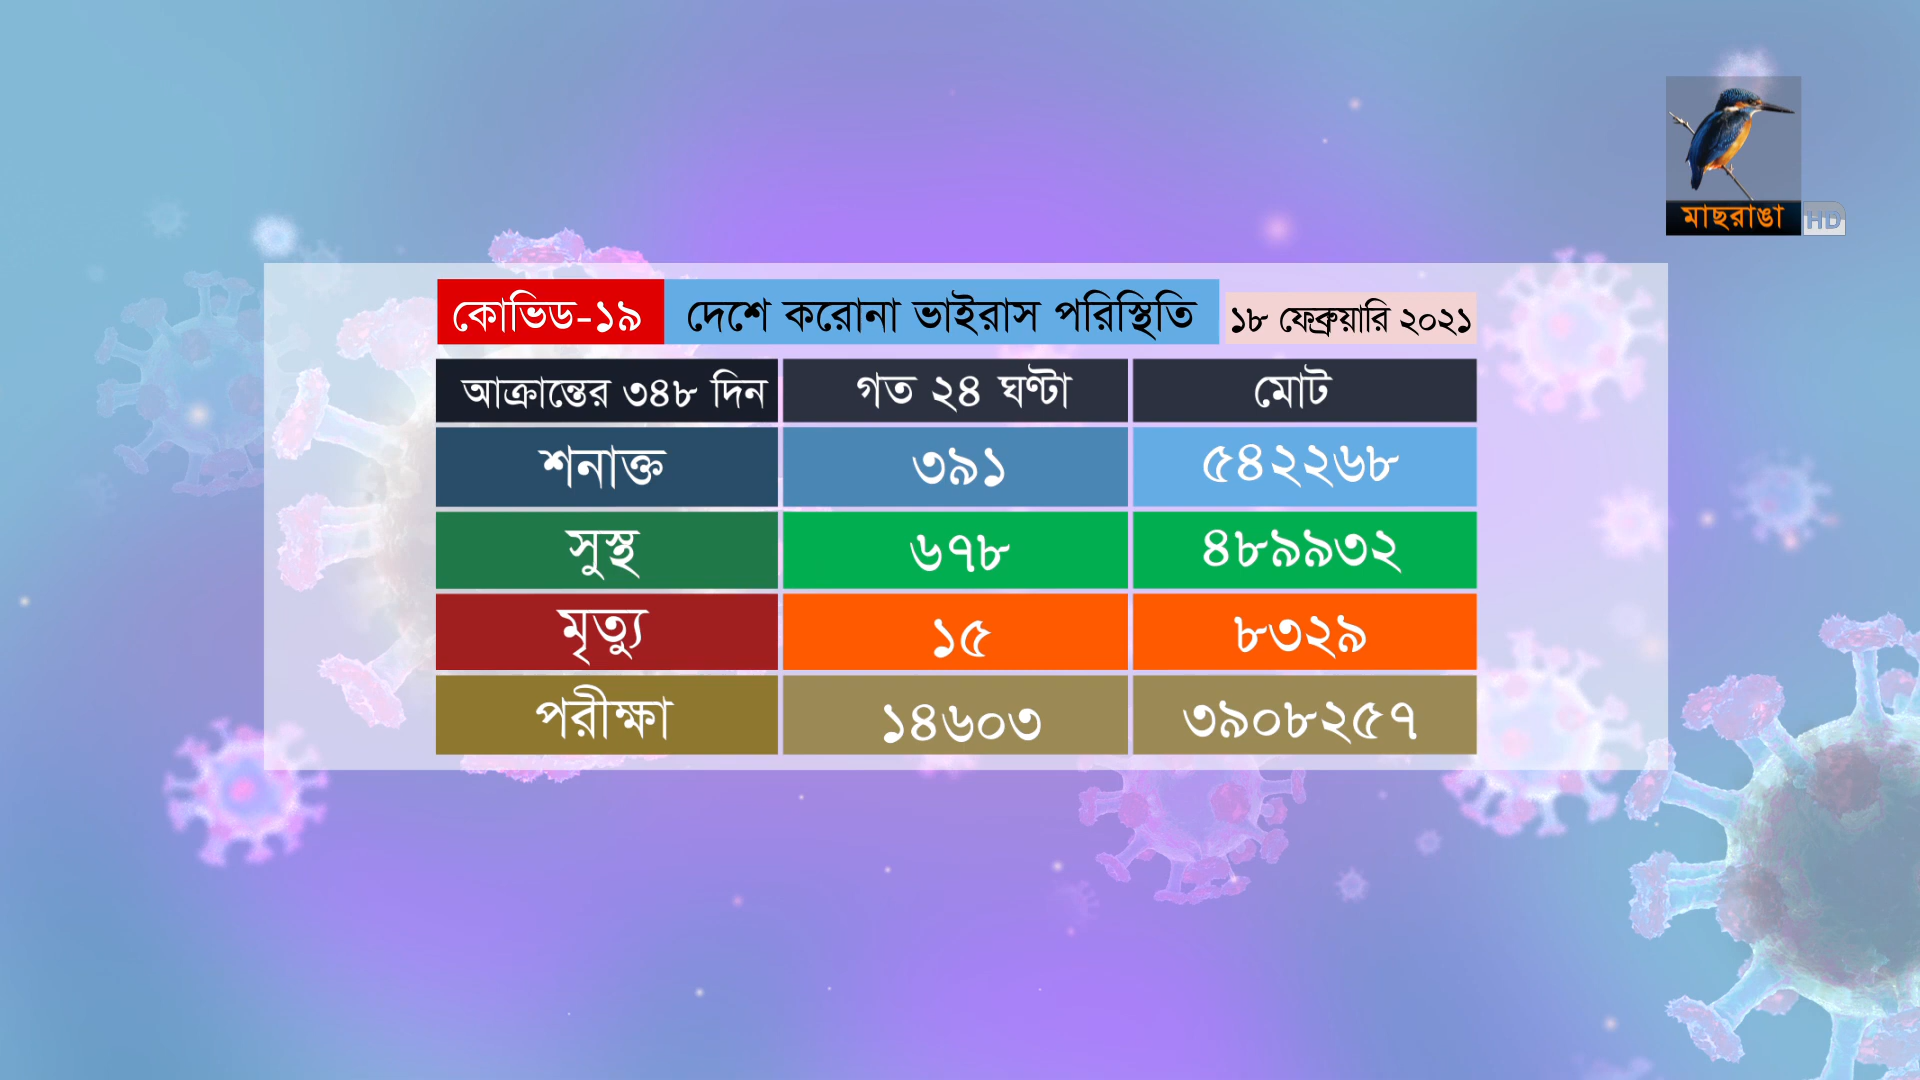 মাছরাঙা HD
কোভিড-১৯ দেশে করোনা ভাইরাস পরিস্থিতি ১৮ ফেব্রুয়ারি ২০২১
আক্রান্তের ৩৪৮ দিন গত ২৪ ঘণ্টা মোট
শনাক্ত ৩৯১ ৫৪২২৬৮
সুস্থ ৬৭৮ ৪৮৯৯৩২
মৃত্যু ১৫ ৮৩২৯
পরীক্ষা ১৪৬০৩ ৩৯০৮২৫৭